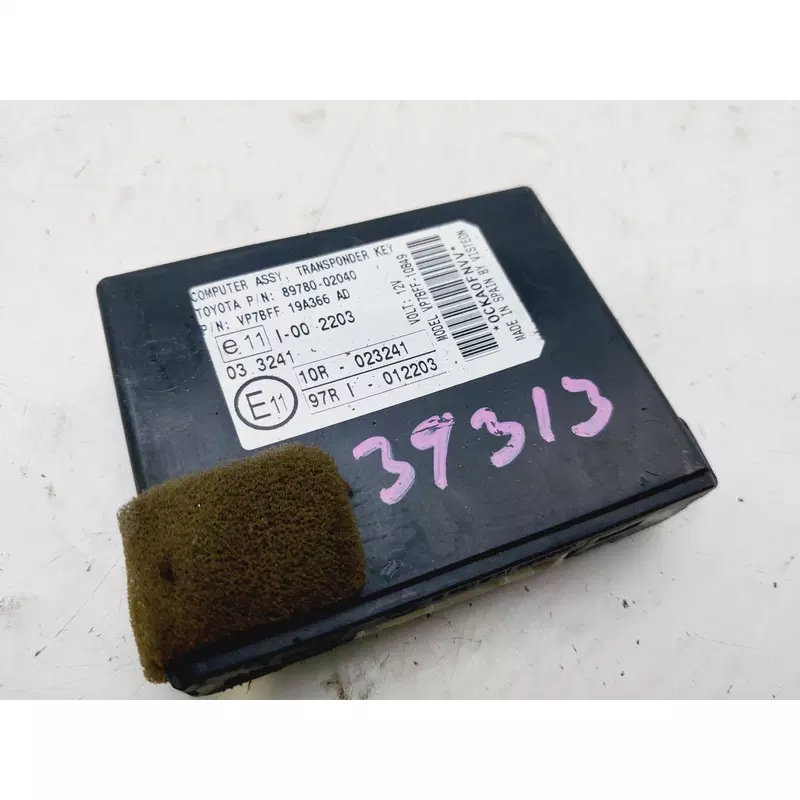 COMPUTER ASSY, TRANSPONDER KEY
TOYOTA P/N: 89780-02040
P/N: VP7BFF 19A366 AD
e 11 I-00 2203
03 3241
E11
10R - 023241
97R I - 012203
VOLT: 12V
MODEL VP7BFF-10849
*OCKAOFNVV*
MADE IN SPAIN BY VISTEON
39313